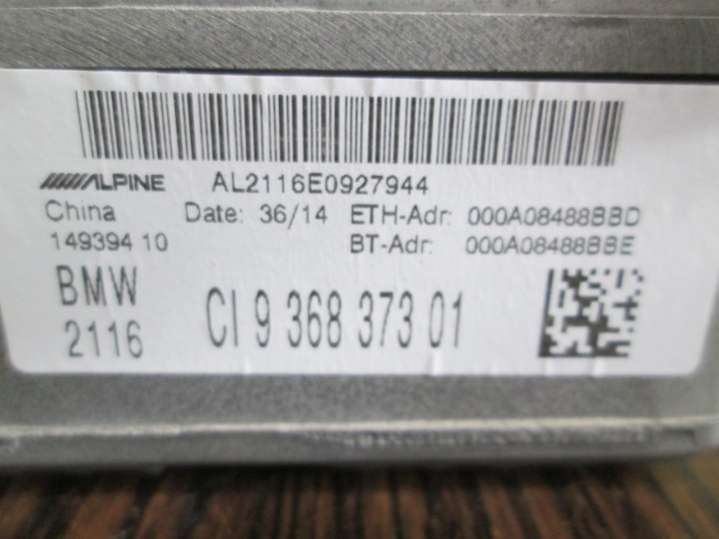 ALPINE AL2116E0927944
China Date: 36/14 ETH-Adr: 000A08488BBD
149394 10 BT-Adr: 000A08488BBE
BMW CI 9 368 373 01
2116